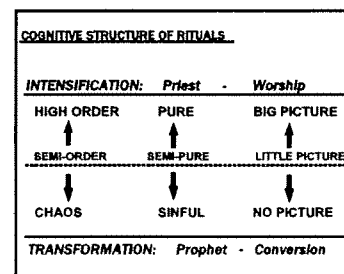 COGNITIVE STRUCTURE OF RITUALS
INTENSIFICATION: Priest - Worship
HIGH ORDER PURE BIG PICTURE
SEMI-ORDER SEMI-PURE LITTLE PICTURE
CHAOS SINFUL NO PICTURE
TRANSFORMATION: Prophet - Conversion